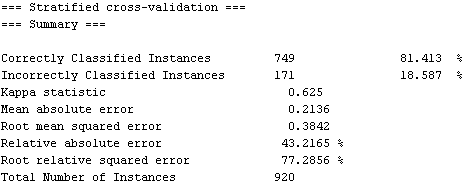 === Stratified cross-validation ===
=== Summary ===
Correctly Classified Instances 749 81.413 %
Incorrectly Classified Instances 171 18.587 %
Kappa statistic 0.625
Mean absolute error 0.2136
Root mean squared error 0.3842
Relative absolute error 43.2165 %
Root relative squared error 77.2856 %
Total Number of Instances 920